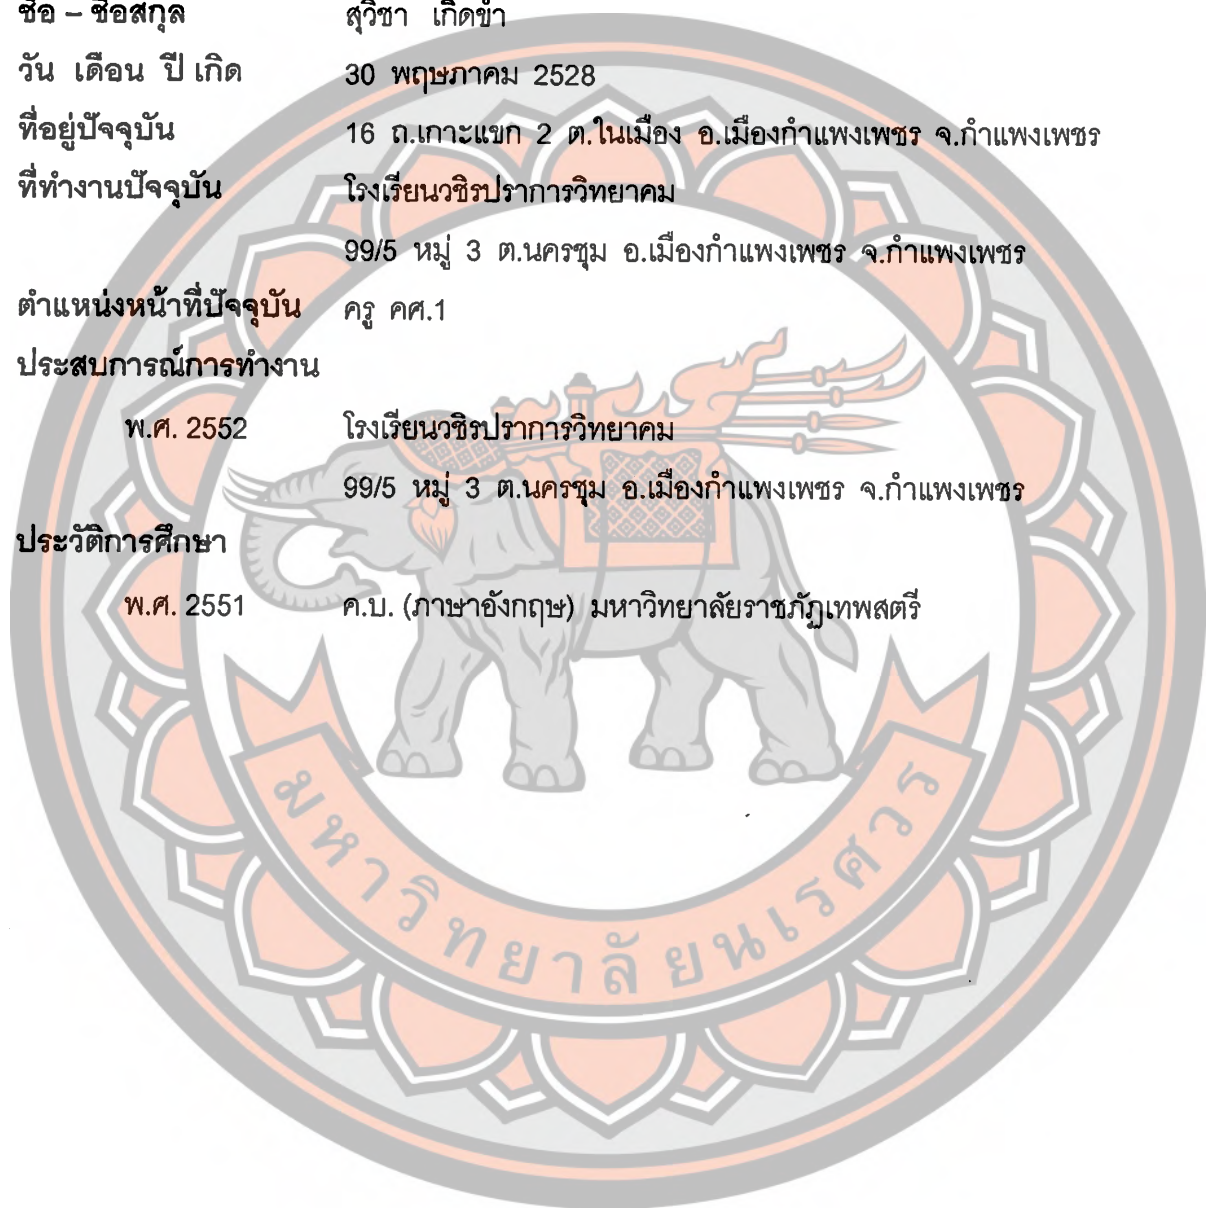 ชื่อ – ชื่อสกุล สุวิชา เกิดขำ
วัน เดือน ปี เกิด 30 พฤษภาคม 2528
ที่อยู่ปัจจุบัน 16 ถ.เกาะแขก 2 ต.ในเมือง อ.เมืองกำแพงเพชร จ.กำแพงเพชร
ที่ทำงานปัจจุบัน โรงเรียนวชิรปราการวิทยาคม
99/5 หมู่ 3 ต.นครชุม อ.เมืองกำแพงเพชร จ.กำแพงเพชร
ตำแหน่งหน้าที่ปัจจุบัน ครู คศ.1
ประสบการณ์การทำงาน
พ.ศ. 2552 โรงเรียนวชิรปราการวิทยาคม
99/5 หมู่ 3 ต.นครชุม อ.เมืองกำแพงเพชร จ.กำแพงเพชร
ประวัติการศึกษา
พ.ศ. 2551 ค.บ. (ภาษาอังกฤษ) มหาวิทยาลัยราชภัฏเทพสตรี
มหาวิทยาลัยนเรศวร